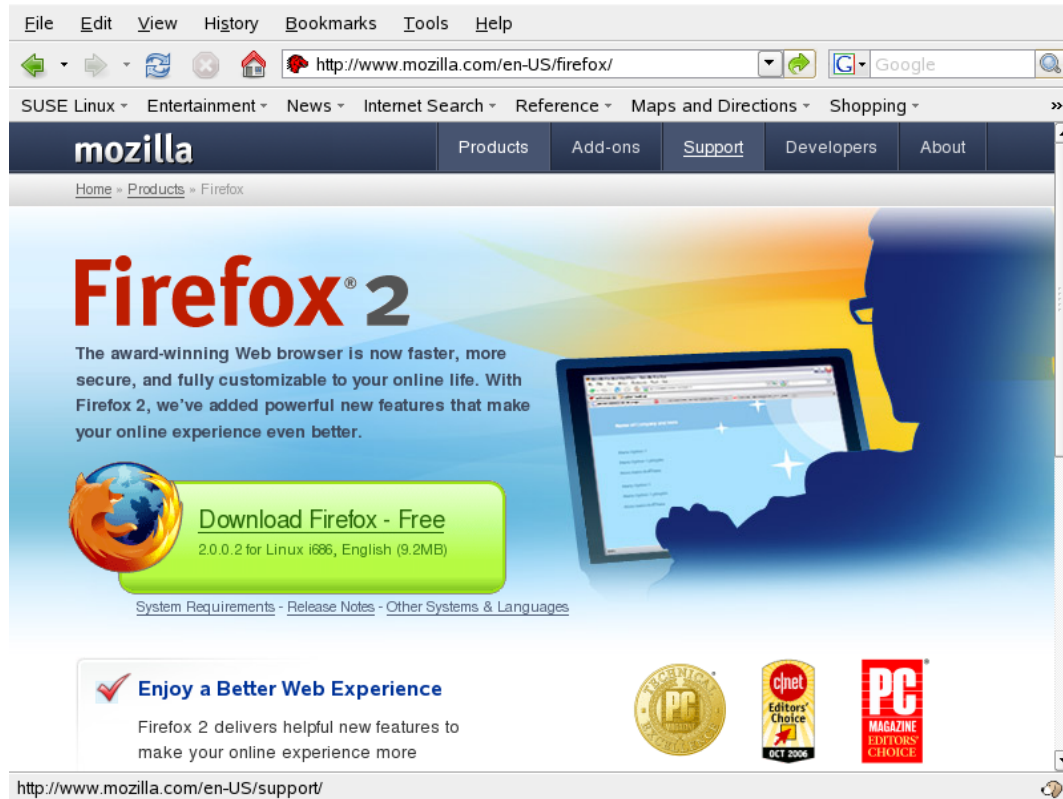 File Edit View History Bookmarks Tools Help
http://www.mozilla.com/en-US/firefox/ G Google
SUSE Linux Entertainment News Internet Search Reference Maps and Directions Shopping »
mozilla Products Add-ons Support Developers About
Home » Products » Firefox
Firefox® 2
The award-winning Web browser is now faster, more
secure, and fully customizable to your online life. With
Firefox 2, we've added powerful new features that make
your online experience even better.
Download Firefox - Free
2.0.0.2 for Linux i686, English (9.2MB)
System Requirements - Release Notes - Other Systems & Languages
Enjoy a Better Web Experience
Firefox 2 delivers helpful new features to
make your online experience more
TECHNICAL
PC
MAGAZINE
EXCELLENCE
c|net
Editors'
Choice
OCT 2006
PC
MAGAZINE
EDITORS'
CHOICE
®
http://www.mozilla.com/en-US/support/